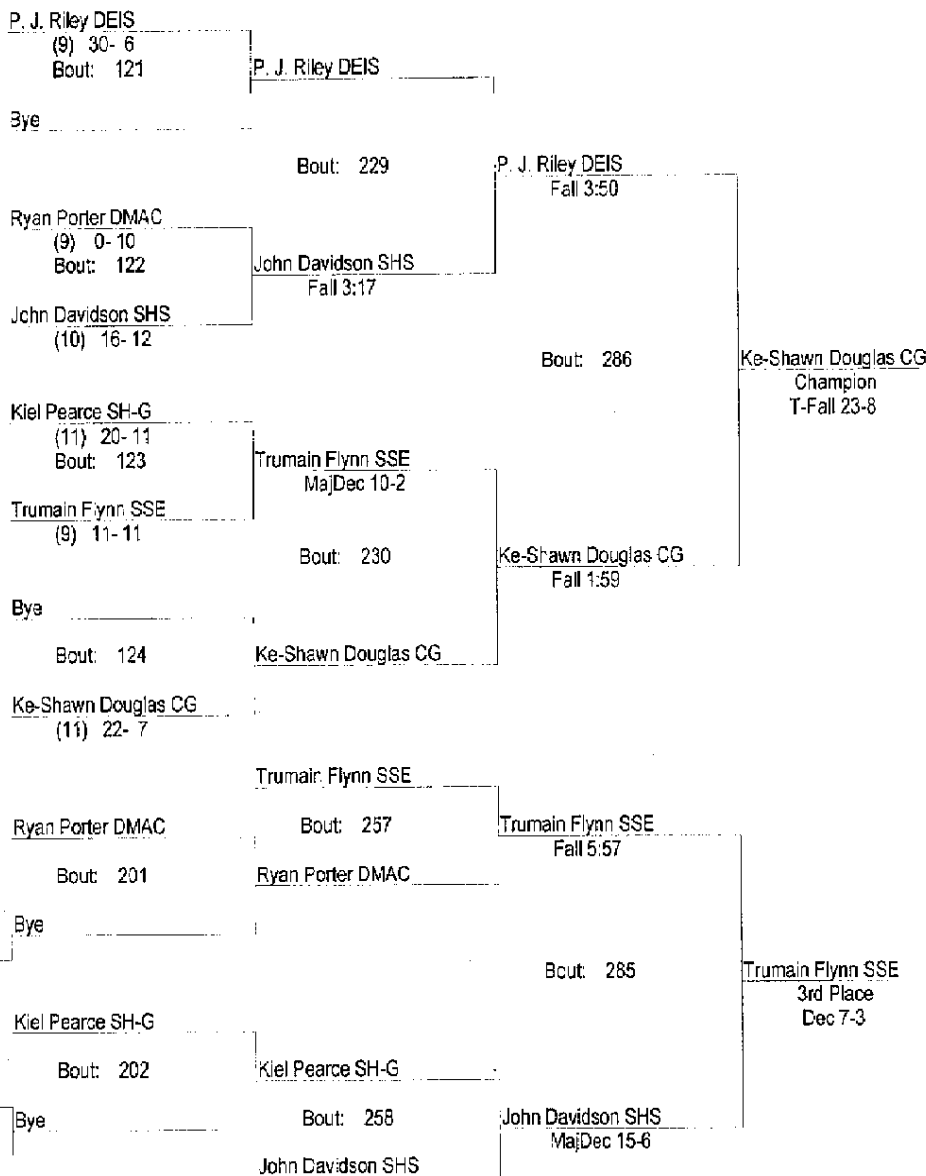 P. J. Riley DEIS
(9) 30- 6
Bout: 121
P. J. Riley DEIS
Bye
Bout: 229
P. J. Riley DEIS
Fall 3:50
Ryan Porter DMAC
(9) 0- 10
Bout: 122
John Davidson SHS
Fall 3:17
John Davidson SHS
(10) 16- 12
Bout: 286
Ke-Shawn Douglas CG
Champion
T-Fall 23-8
Kiel Pearce SH-G
(11) 20- 11
Bout: 123
Trumain Flynn SSE
MajDec 10-2
Trumain Flynn SSE
(9) 11- 11
Bout: 230
Ke-Shawn Douglas CG
Fall 1:59
Bye
Bout: 124
Ke-Shawn Douglas CG
Ke-Shawn Douglas CG
(11) 22- 7
Trumain Flynn SSE
Ryan Porter DMAC
Bout: 257
Trumain Flynn SSE
Fall 5:57
Bout: 201
Ryan Porter DMAC
Bye
Bout: 285
Trumain Flynn SSE
3rd Place
Dec 7-3
Kiel Pearce SH-G
Bout: 202
Kiel Pearce SH-G
Bye
Bout: 258
John Davidson SHS
MajDec 15-6
John Davidson SHS